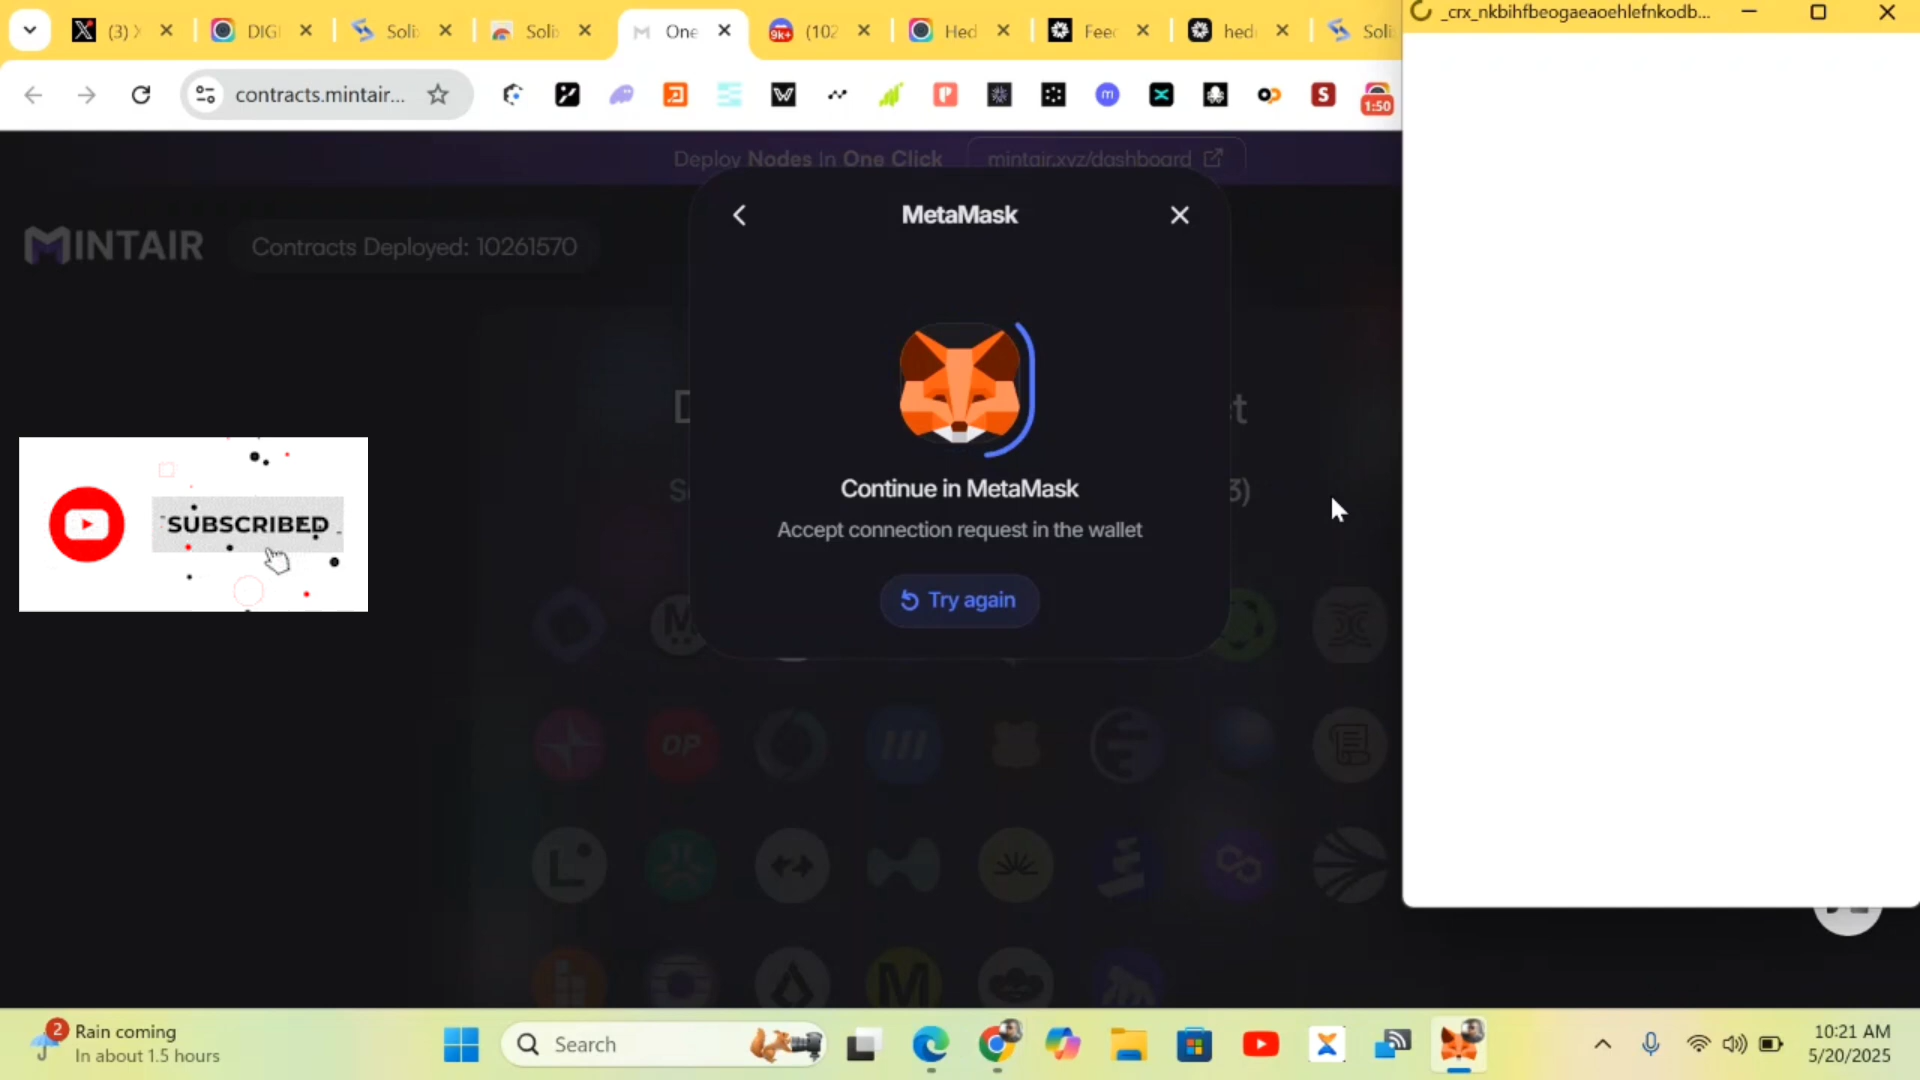 (3) X
DIGI
Soli
Soli
One
9k+
(102
Hed
Feed
hed
Soli
_crx_nkbihfbeogaeaoehlefnkodb...
contracts.mintair...
1:50
Deploy Nodes In One Click
mintair.xyz/dashboard
MINTAIR
Contracts Deployed: 10261570
MetaMask
Continue in MetaMask
Accept connection request in the wallet
Try again
SUBSCRIBED
OP
2
Rain coming
In about 1.5 hours
Search
10:21 AM
5/20/2025